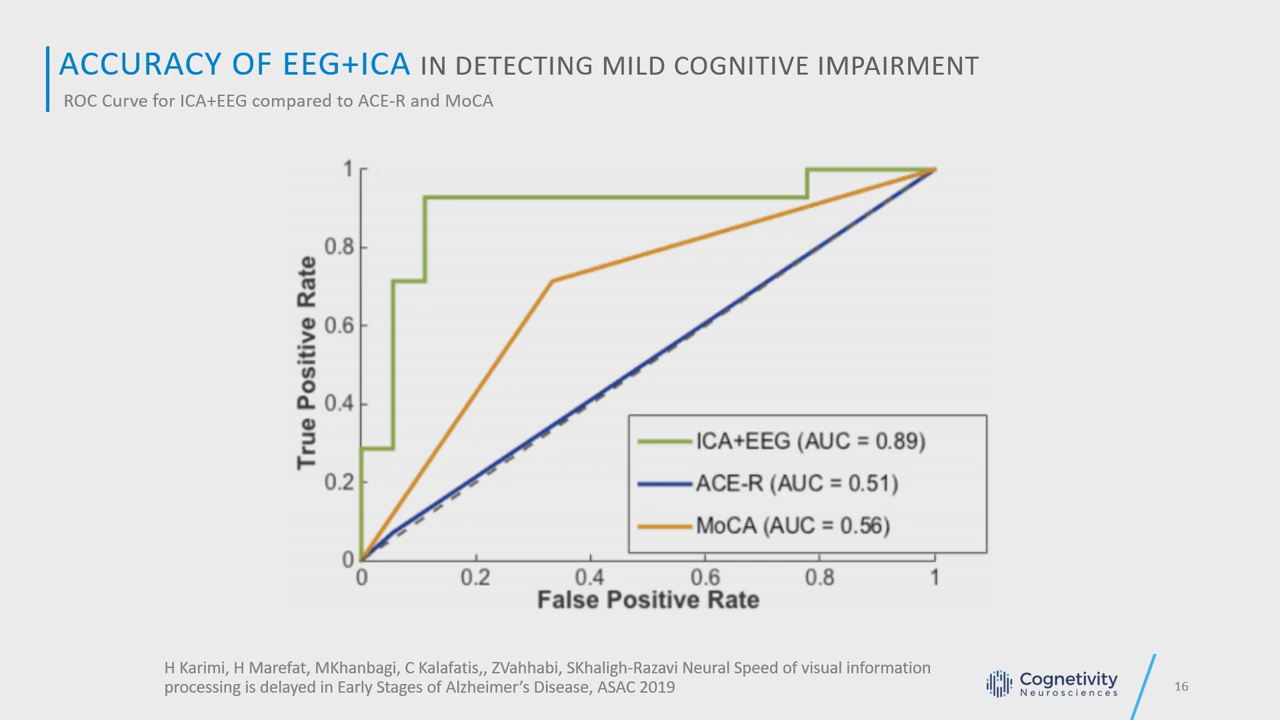 ACCURACY OF EEG+ICA IN DETECTING MILD COGNITIVE IMPAIRMENT
ROC Curve for ICA+EEG compared to ACE-R and MoCA
True Positive Rate
1
0.8
0.6
0.4
0.2
0
ICA+EEG (AUC = 0.89)
ACE-R (AUC = 0.51)
MoCA (AUC = 0.56)
0 0.2 0.4 0.6 0.8 1
False Positive Rate
H Karimi, H Marefat, MKhanbagi, C Kalafatis,, ZVahhabi, SKhaligh-Razavi Neural Speed of visual information
processing is delayed in Early Stages of Alzheimer's Disease, ASAC 2019
Cognetivity
Neurosciences
16